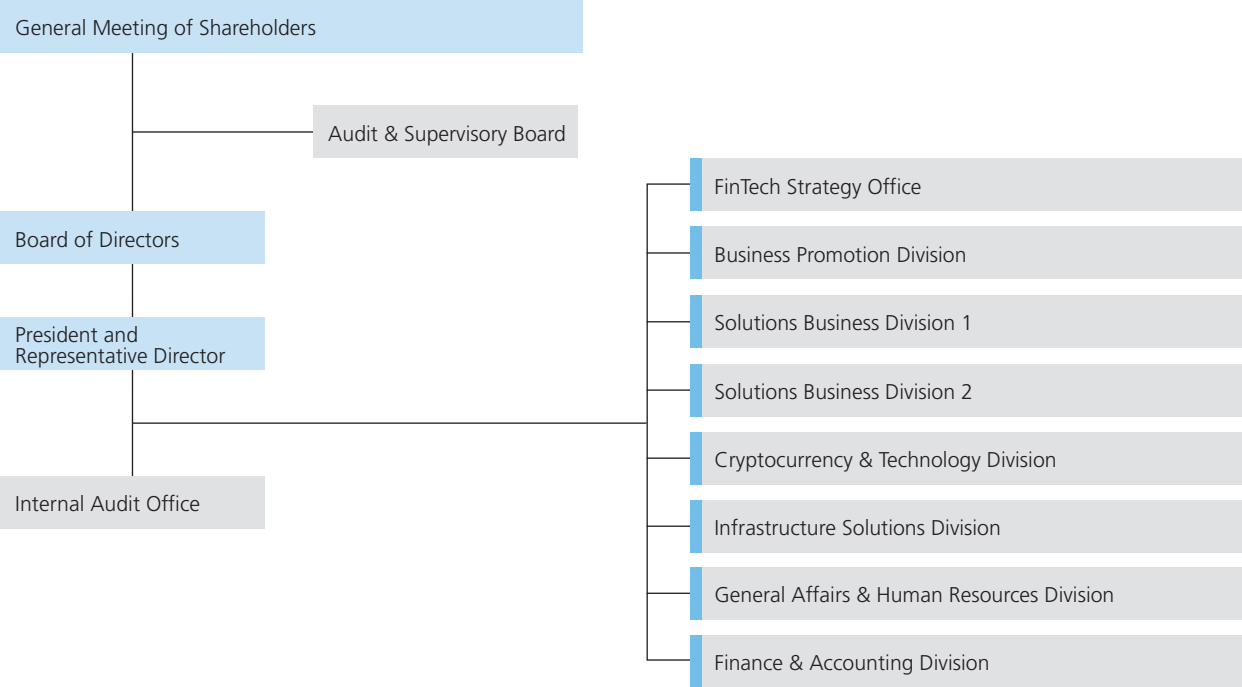 General Meeting of Shareholders
Audit & Supervisory Board
Board of Directors
President and
Representative Director
Internal Audit Office
FinTech Strategy Office
Business Promotion Division
Solutions Business Division 1
Solutions Business Division 2
Cryptocurrency & Technology Division
Infrastructure Solutions Division
General Affairs & Human Resources Division
Finance & Accounting Division